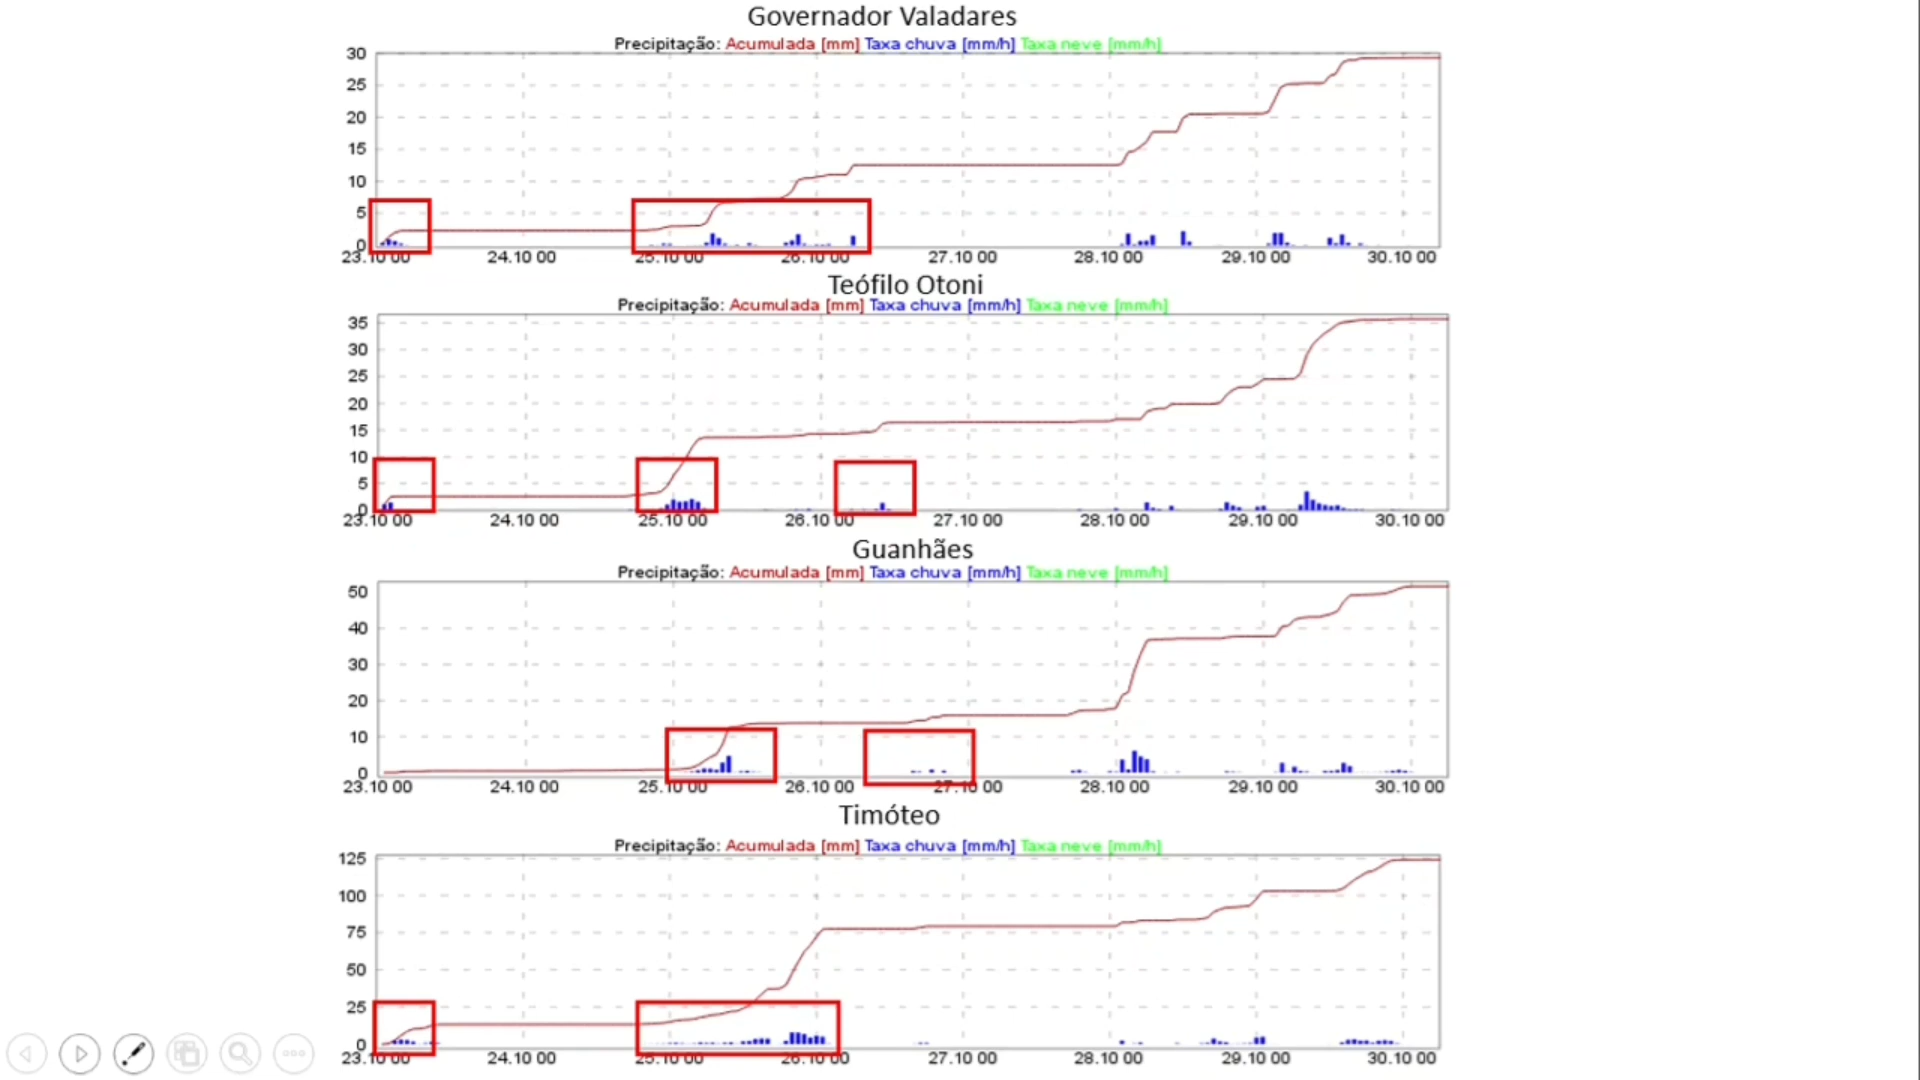 Governador Valadares
Precipitação: Acumulada [mm] Taxa chuva [mm/h] Taxa neve [mm/h]
30
25
20
15
10
5
0
23.10 00 24.10 00 25.10 00 26.10 00 27.10 00 28.10 00 29.10 00 30.10 00
Teófilo Otoni
Precipitação: Acumulada [mm] Taxa chuva [mm/h] Taxa neve [mm/h]
35
30
25
20
15
10
5
0
23.10 00 24.10 00 25.10 00 26.10 00 27.10 00 28.10 00 29.10 00 30.10 00
Guanhães
Precipitação: Acumulada [mm] Taxa chuva [mm/h] Taxa neve [mm/h]
50
40
30
20
10
0
23.10 00 24.10 00 25.10 00 26.10 00 27.10 00 28.10 00 29.10 00 30.10 00
Timóteo
Precipitação: Acumulada [mm] Taxa chuva [mm/h] Taxa neve [mm/h]
125
100
75
50
25
0
23.10 00 24.10 00 25.10 00 26.10 00 27.10 00 28.10 00 29.10 00 30.10 00